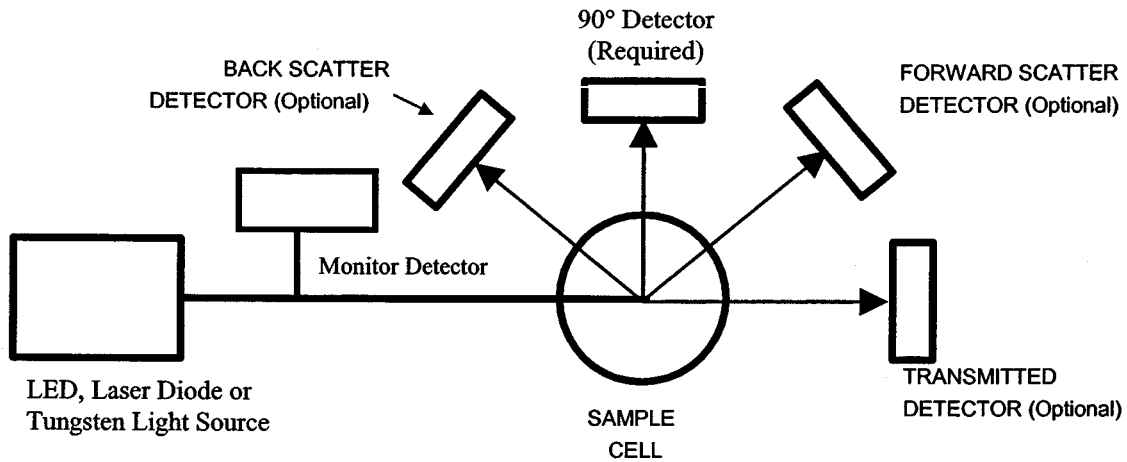 90° Detector
(Required)
BACK SCATTER
DETECTOR (Optional)
FORWARD SCATTER
DETECTOR (Optional)
Monitor Detector
LED, Laser Diode or
Tungsten Light Source
SAMPLE
CELL
TRANSMITTED
DETECTOR (Optional)